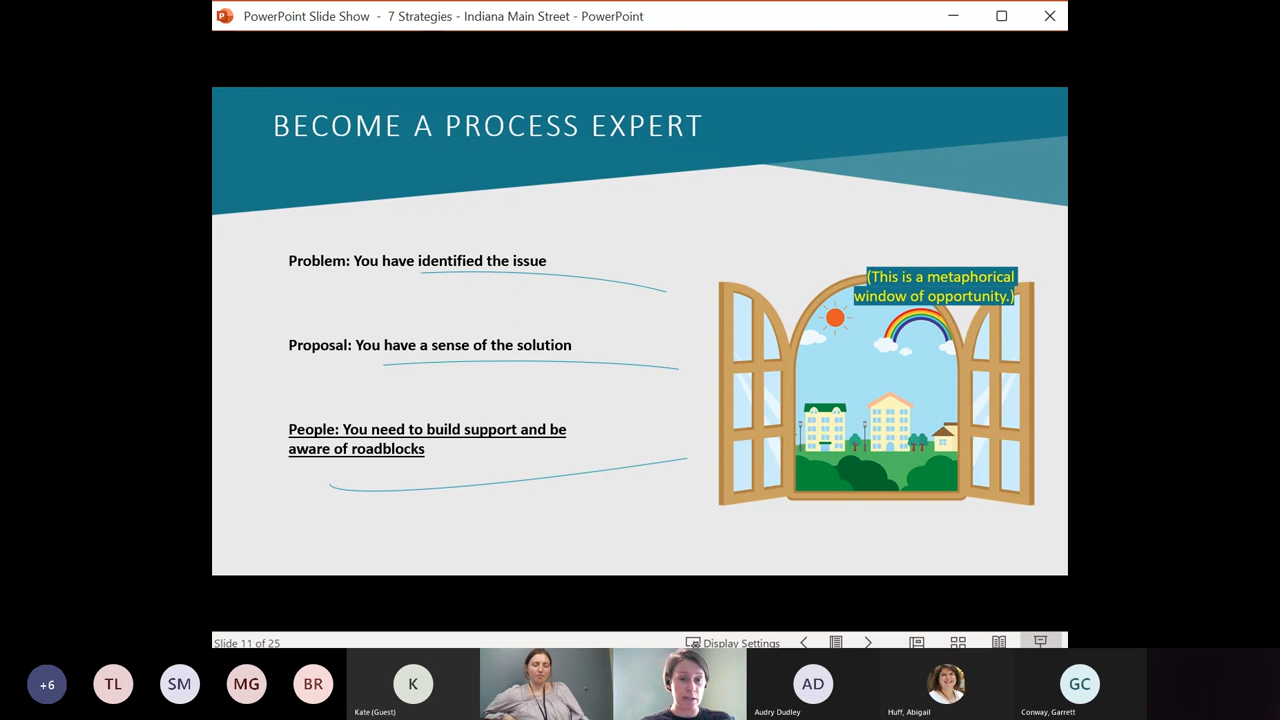 PowerPoint Slide Show - 7 Strategies - Indiana Main Street - PowerPoint
BECOME A PROCESS EXPERT
Problem: You have identified the issue
(This is a metaphorical
window of opportunity.)
Proposal: You have a sense of the solution
People: You need to build support and be
aware of roadblocks
Slide 11 of 25
Display Settings
+6
TL
SM
MG
BR
K
Kate (Guest)
AD
Audry Dudley
Huff, Abigail
GC
Conway, Garrett